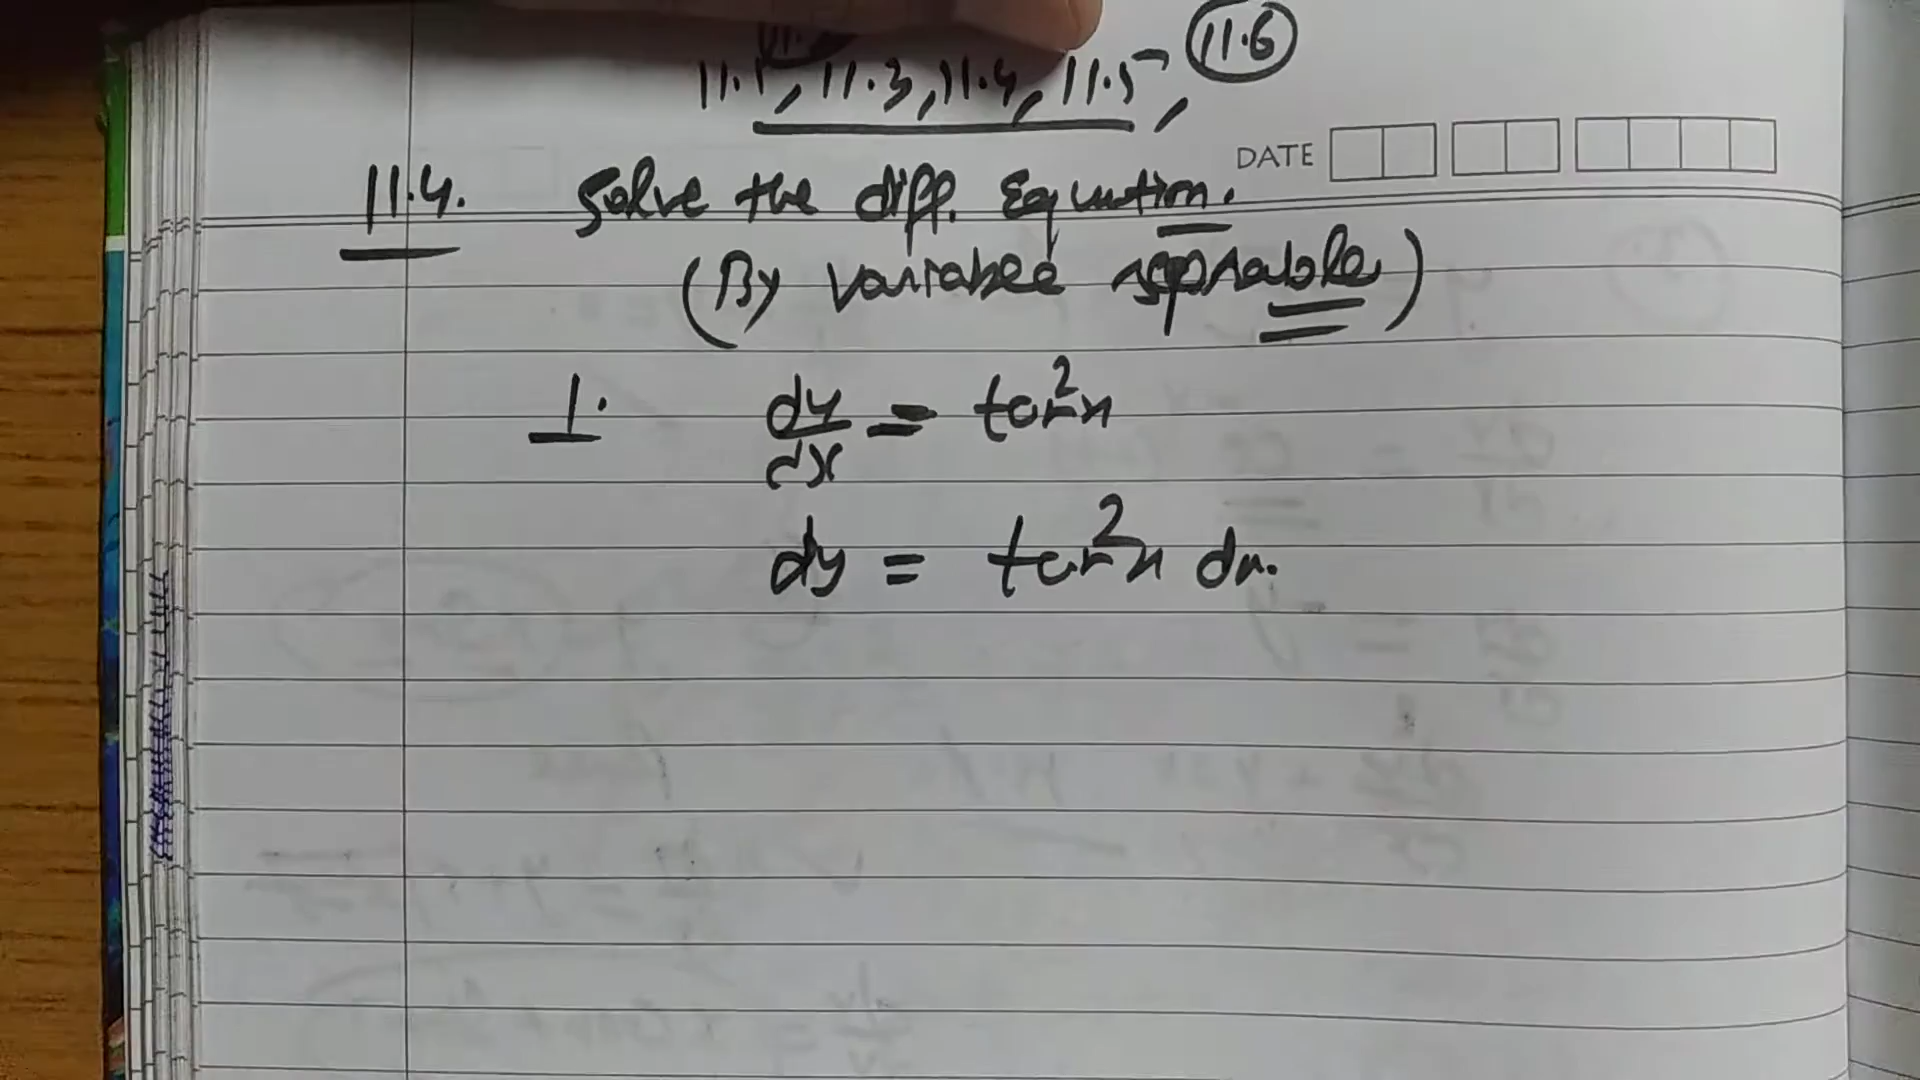 11.6
11.1, 11.3, 11.4, 11.5,
DATE
11.4. Solve the diff. Equation.
(By variable separable)
1. dy/dx = tan²x
dy = tan²x dx.